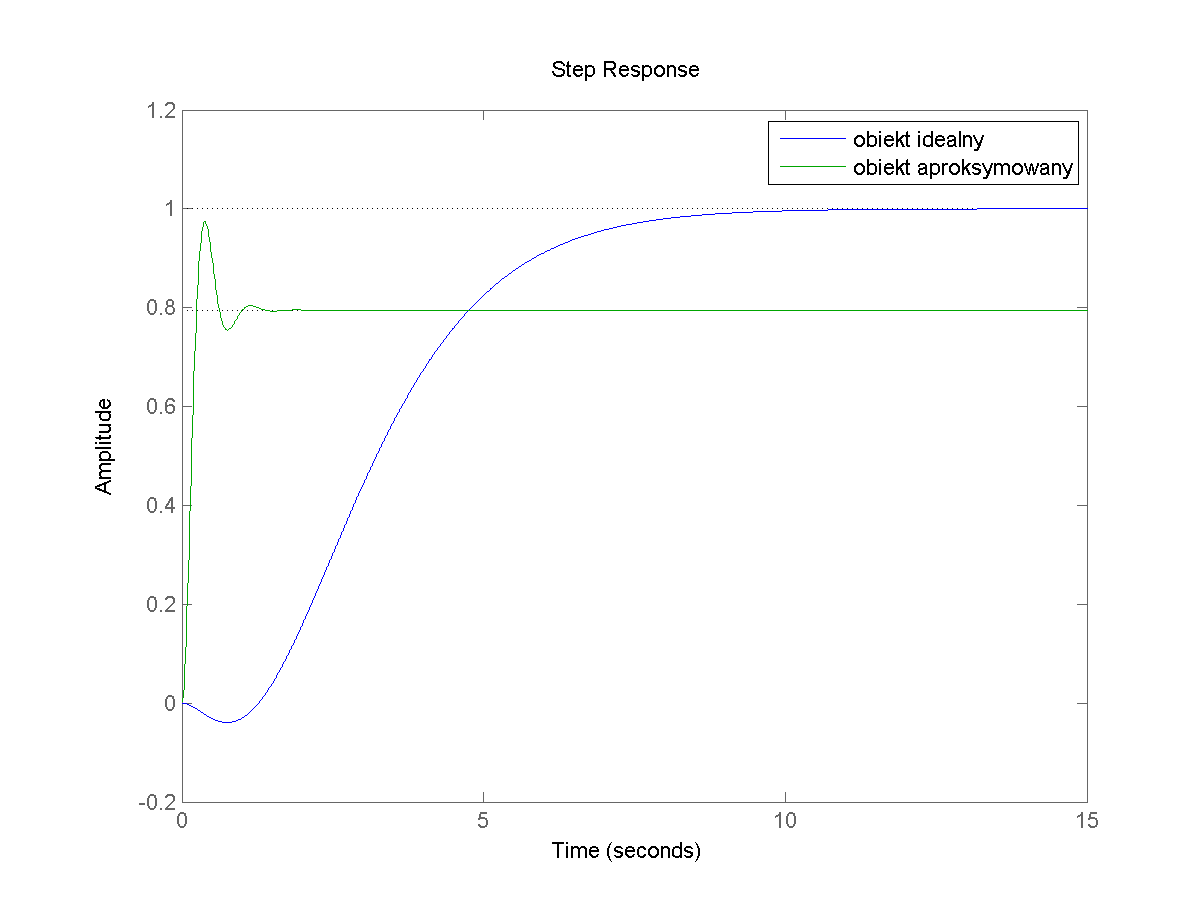 Step Response
1.2
1
0.8
0.6
0.4
0.2
0
-0.2
Amplitude
obiekt idealny
obiekt aproksymowany
0
5
10
15
Time (seconds)